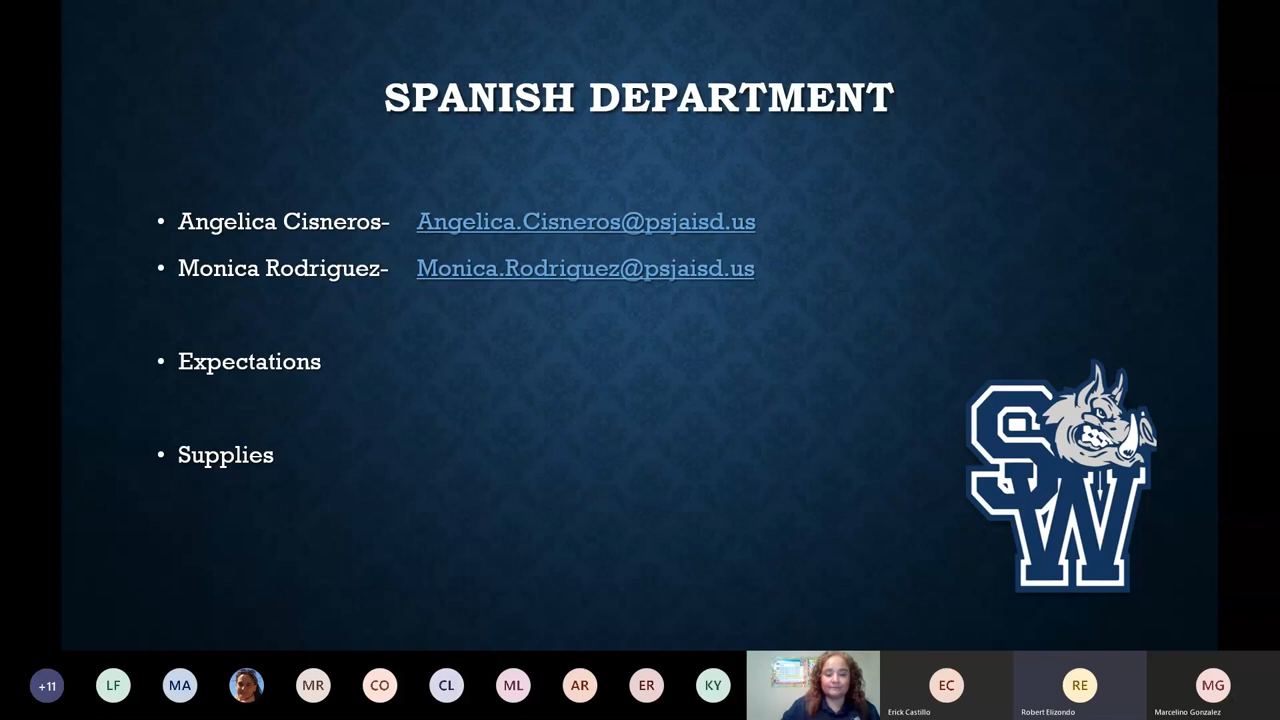 SPANISH DEPARTMENT
• Angelica Cisneros- Angelica.Cisneros@psjaisd.us
• Monica Rodriguez- Monica.Rodriguez@psjaisd.us
• Expectations
• Supplies
SW
+11 LF MA MR CO CL ML AR ER KY EC RE MG
Erick Castillo Robert Elizondo Marcelino Gonzalez